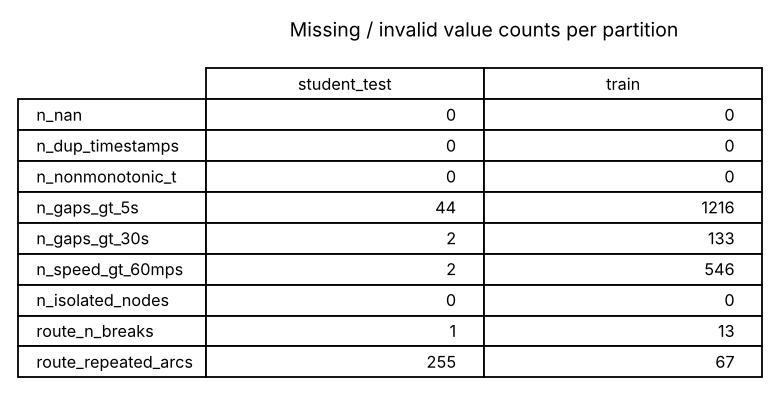 Missing / invalid value counts per partition
student_test train
n_nan 0 0
n_dup_timestamps 0 0
n_nonmonotonic_t 0 0
n_gaps_gt_5s 44 1216
n_gaps_gt_30s 2 133
n_speed_gt_60mps 2 546
n_isolated_nodes 0 0
route_n_breaks 1 13
route_repeated_arcs 255 67